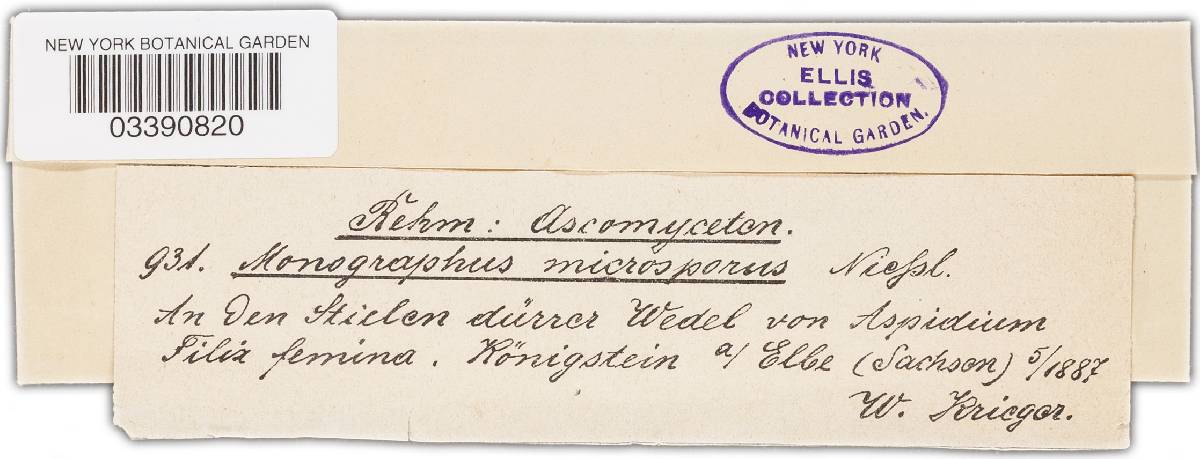 NEW YORK BOTANICAL GARDEN
03390820
NEW YORK
ELLIS
COLLECTION
BOTANICAL GARDEN.
Rehm: Ascomyceten.
931. Monographus microsporus Nießl.
An den Stielen dürrer Wedel von Aspidium
Filix femina. Königstein a/ Elbe (Sachsen) 5/1887
W. Krieger.